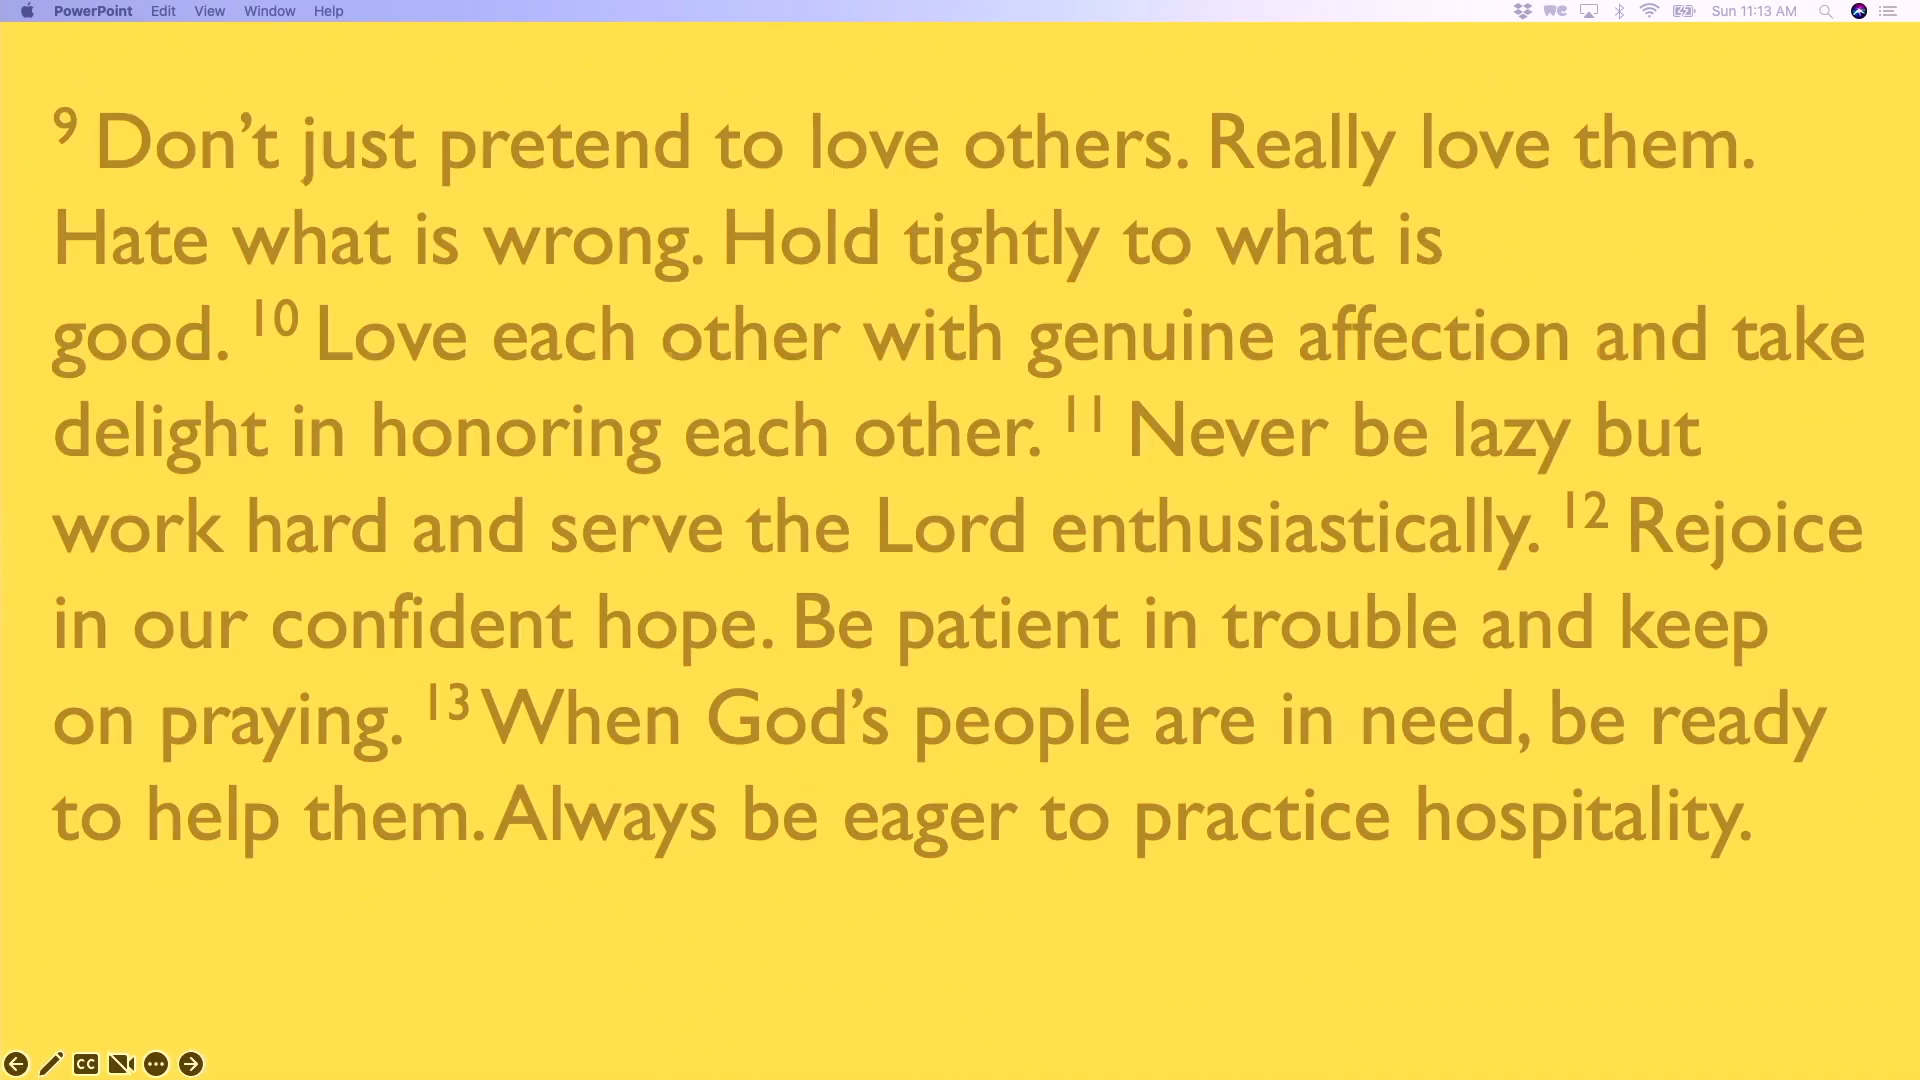 PowerPoint Edit View Window Help Sun 11:13 AM
9 Don’t just pretend to love others. Really love them.
Hate what is wrong. Hold tightly to what is
good. 10 Love each other with genuine affection and take
delight in honoring each other. 11 Never be lazy but
work hard and serve the Lord enthusiastically. 12 Rejoice
in our confident hope. Be patient in trouble and keep
on praying. 13 When God’s people are in need, be ready
to help them. Always be eager to practice hospitality.
CC